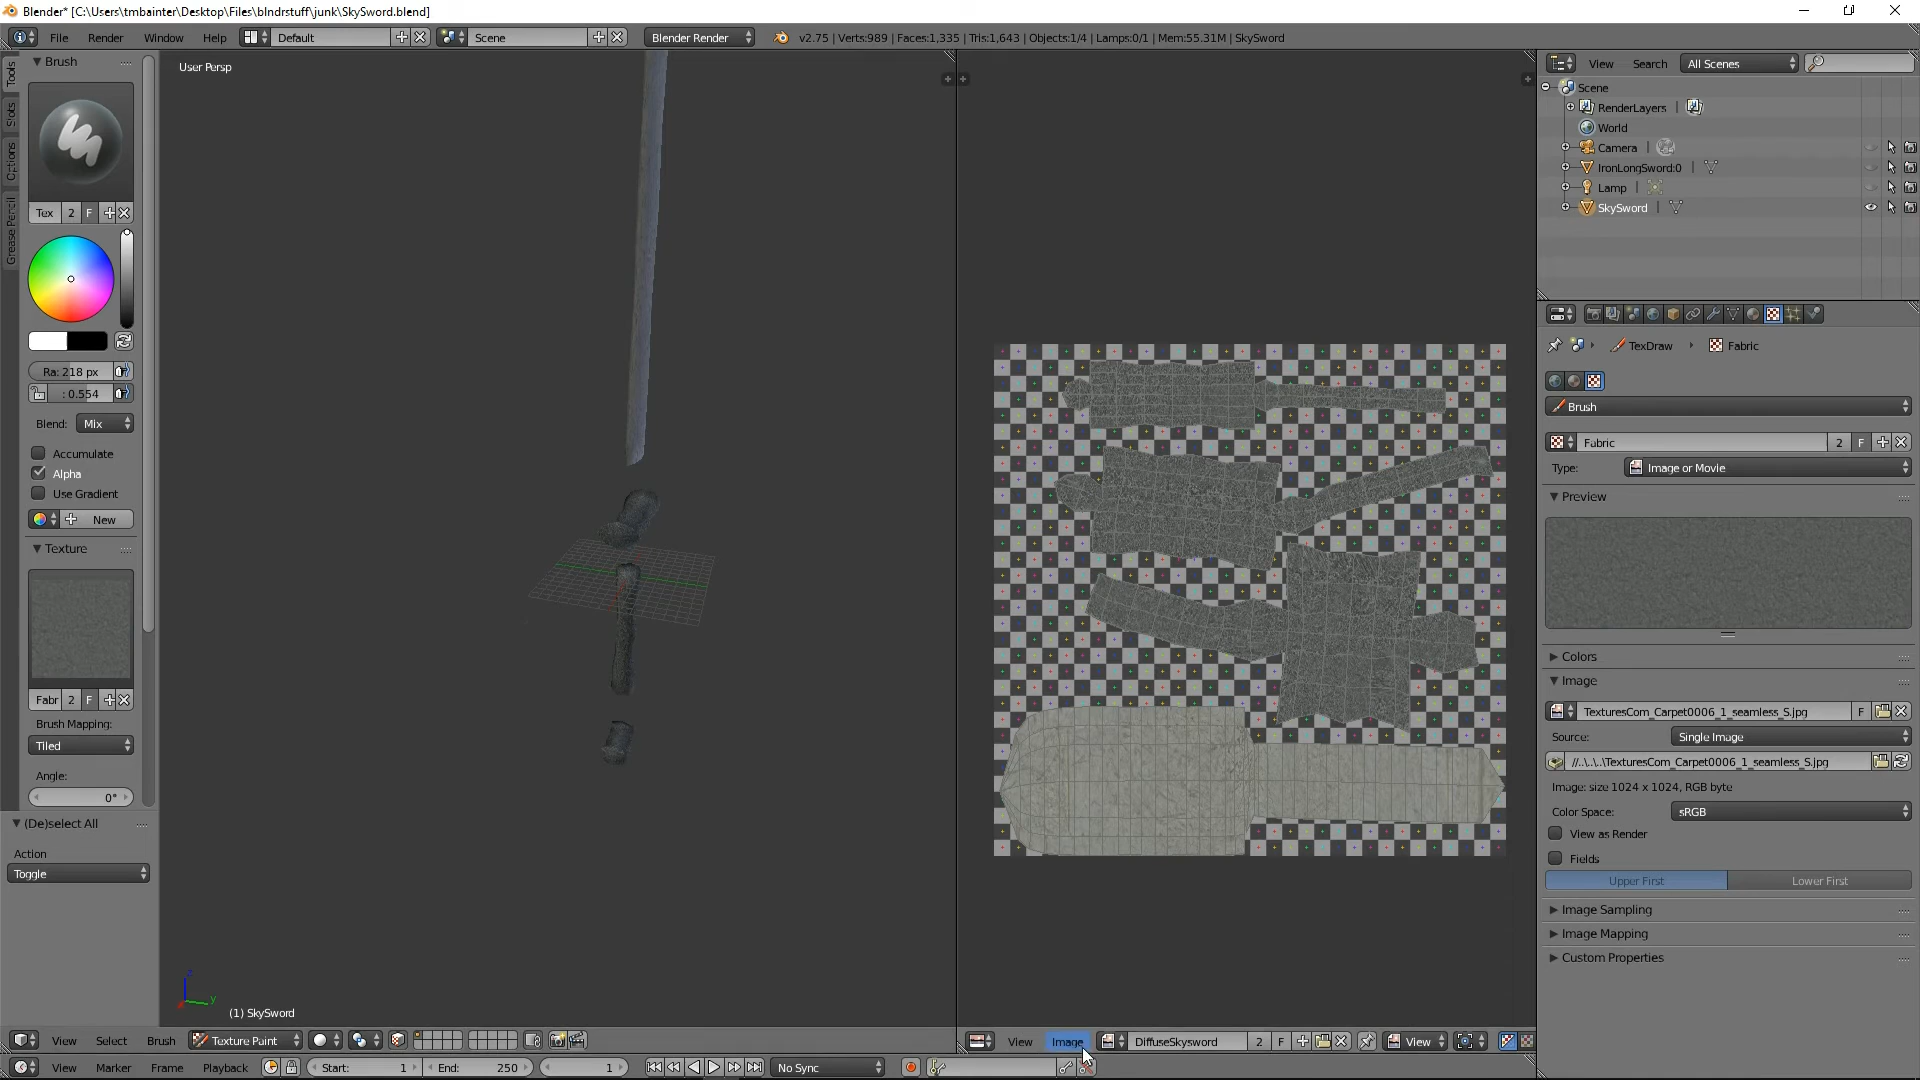 Blender* [C:\Users\tmbainter\Desktop\Files\blndrstuff\junk\SkySword.blend]
File Render Window Help Default Scene Blender Render v2.75 | Verts:989 | Faces:1,335 | Tris:1,643 | Objects:1/4 | Lamps:0/1 | Mem:55.31M | SkySword
Tools
Slots
Options
Grease Pencil
Brush
Tex 2 F
Ra: 218 px
: 0.554
Blend: Mix
Accumulate
Alpha
Use Gradient
New
Texture
Fabr 2 F
Brush Mapping:
Tiled
Angle:
0°
(De)select All
Action
Toggle
User Persp
z
y
(1) SkySword
View Select Brush Texture Paint
View Image DiffuseSkysword 2 F View
View Marker Frame Playback Start: 1 End: 250 1 No Sync
View Search All Scenes
Scene
RenderLayers
World
Camera
IronLongSword:0
Lamp
SkySword
TexDraw Fabric
Brush
Fabric 2 F
Type: Image or Movie
Preview
Colors
Image
TexturesCom_Carpet0006_1_seamless_S.jpg F
Source: Single Image
//..\..\..\TexturesCom_Carpet0006_1_seamless_S.jpg
Image: size 1024 x 1024, RGB byte
Color Space: sRGB
View as Render
Fields
Upper First Lower First
Image Sampling
Image Mapping
Custom Properties